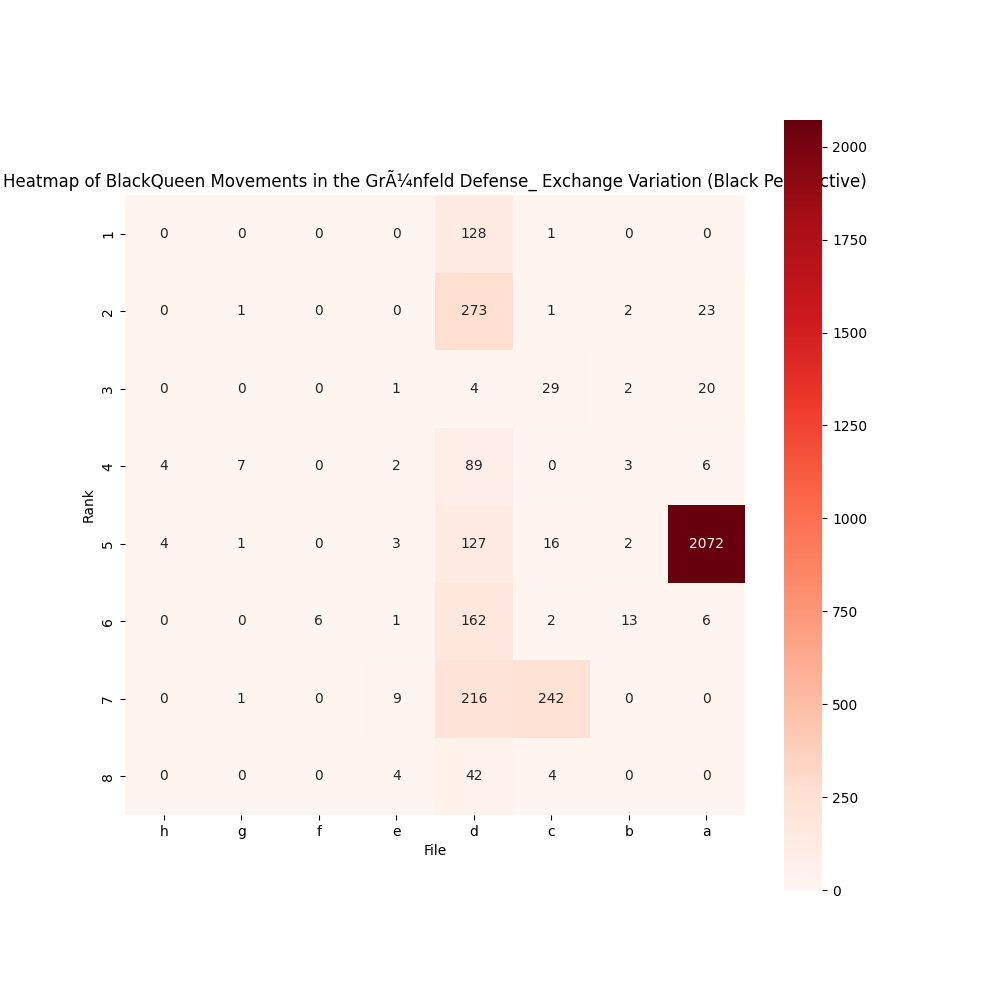 Heatmap of BlackQueen Movements in the GrÃ¼nfeld Defense_ Exchange Variation (Black Pe ctive)
2000
1750
1500
1250
1000
750
500
250
0
Rank
1 0 0 0 0 128 1 0 0
2 0 1 0 0 273 1 2 23
3 0 0 0 1 4 29 2 20
4 4 7 0 2 89 0 3 6
5 4 1 0 3 127 16 2 2072
6 0 0 6 1 162 2 13 6
7 0 1 0 9 216 242 0 0
8 0 0 0 4 42 4 0 0
h g f e d c b a
File